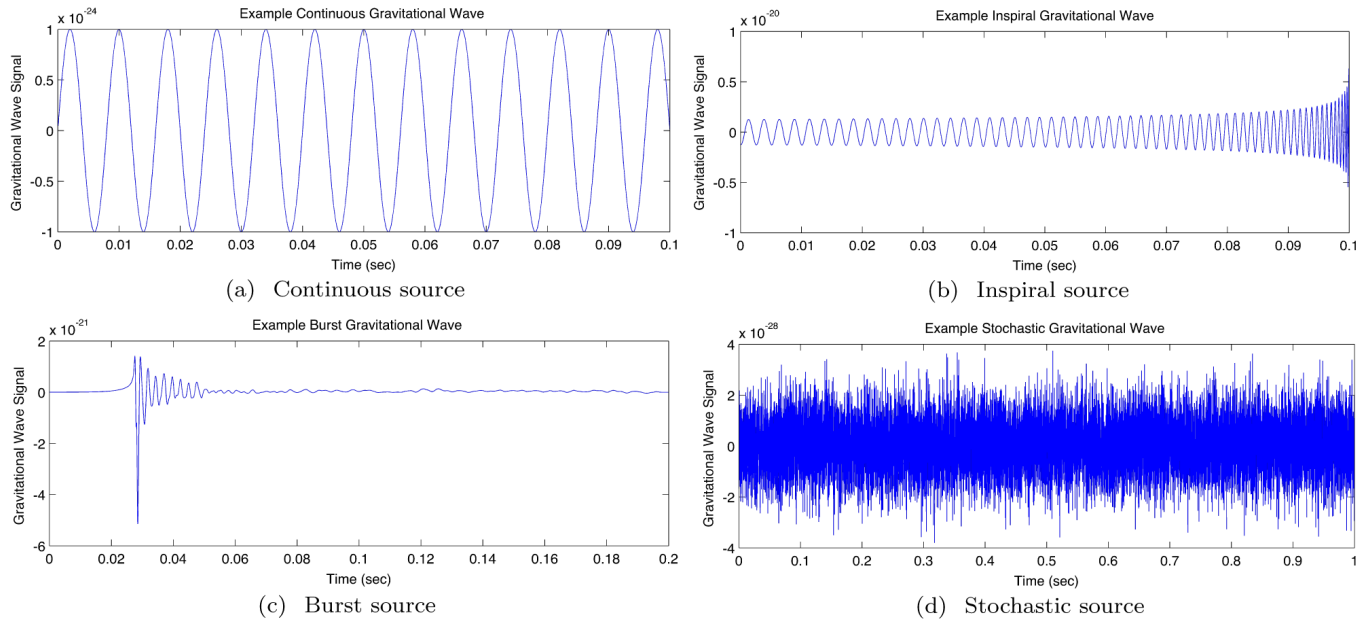 Example Continuous Gravitational Wave
x 10^-24
1
0.5
0
-0.5
-1
Gravitational Wave Signal
0 0.01 0.02 0.03 0.04 0.05 0.06 0.07 0.08 0.09 0.1
Time (sec)
(a) Continuous source
Example Inspiral Gravitational Wave
x 10^-20
1
0.5
0
-0.5
-1
Gravitational Wave Signal
0 0.01 0.02 0.03 0.04 0.05 0.06 0.07 0.08 0.09 0.1
Time (sec)
(b) Inspiral source
Example Burst Gravitational Wave
x 10^-21
2
0
-2
-4
-6
Gravitational Wave Signal
0 0.02 0.04 0.06 0.08 0.1 0.12 0.14 0.16 0.18 0.2
Time (sec)
(c) Burst source
Example Stochastic Gravitational Wave
x 10^-28
4
2
0
-2
-4
Gravitational Wave Signal
0 0.1 0.2 0.3 0.4 0.5 0.6 0.7 0.8 0.9 1
Time (sec)
(d) Stochastic source